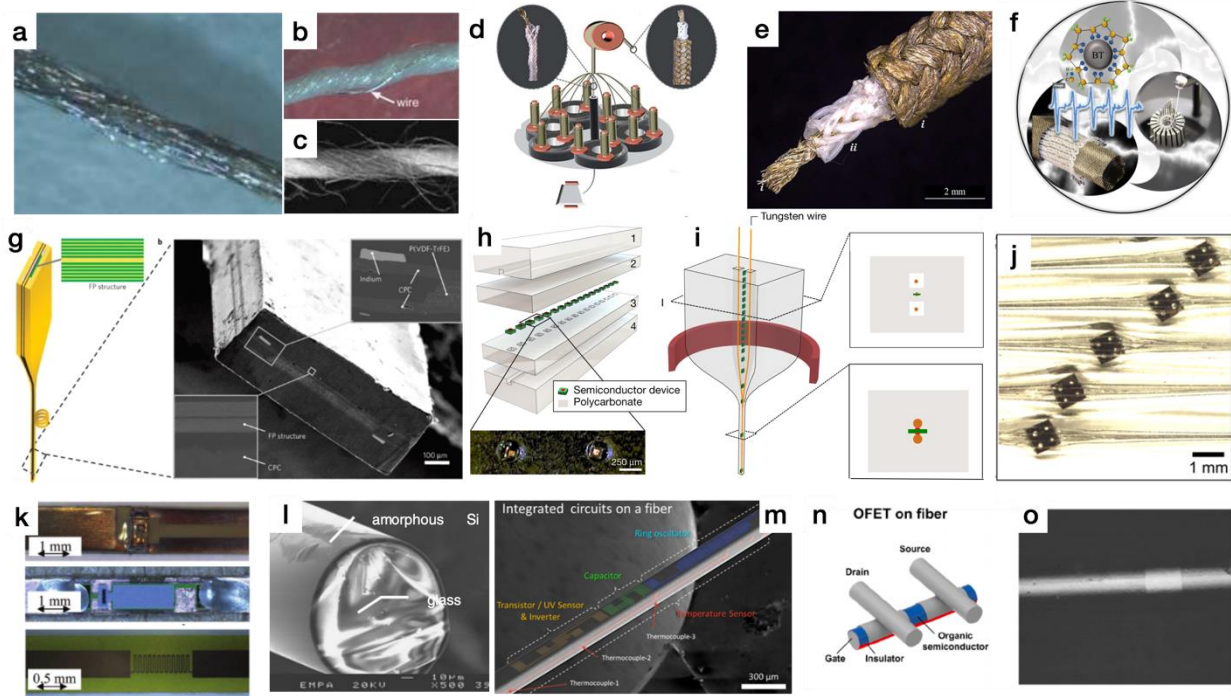 a
b
wire
c
d
e
i
ii
i
2 mm
f
BT
g
FP structure
b
Indium
P(VDF-TrFE)
CPC
FP structure
CPC
100 µm
h
1
2
3
4
Semiconductor device
Polycarbonate
250 µm
i
Tungsten wire
I
j
1 mm
k
1 mm
1 mm
0.5 mm
l
amorphous Si
glass
EMPA 20KV X500 39
10µm
Integrated circuits on a fiber
m
Ring oscillator
Capacitor
Transistor / UV Sensor
& Inverter
Temperature Sensor
Thermocouple-3
Thermocouple-2
Thermocouple-1
300 µm
n
OFET on fiber
Source
Drain
Organic
semiconductor
Gate
Insulator
o